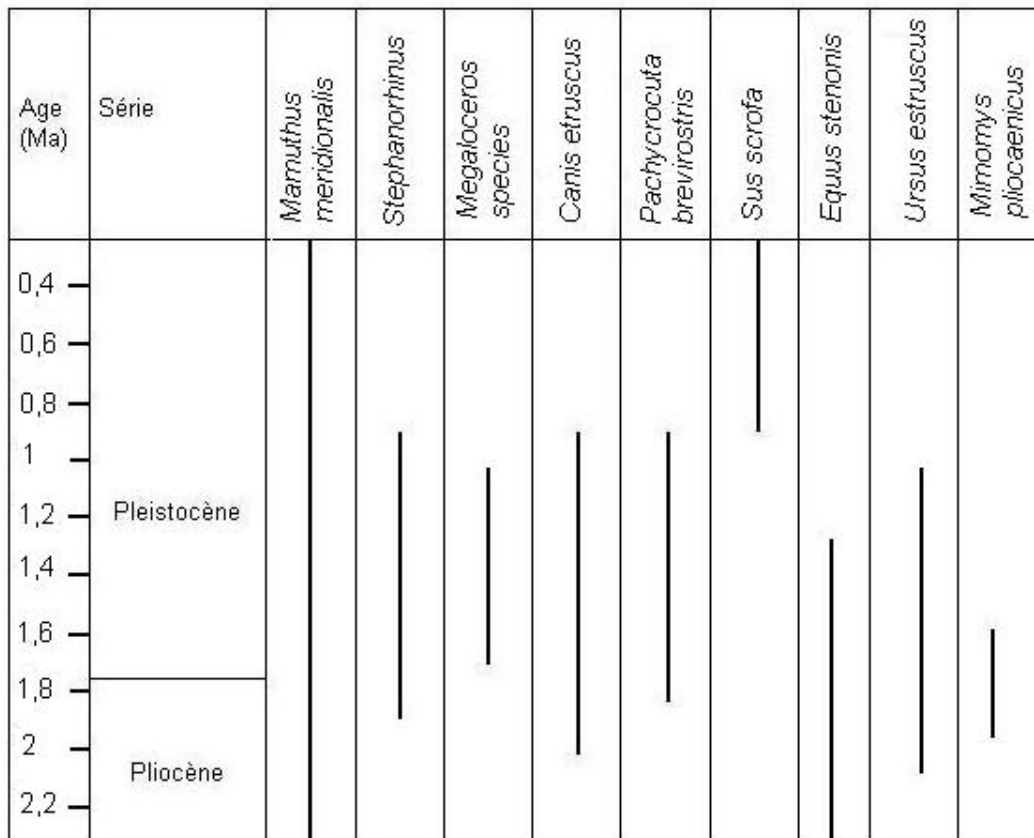 Age
(Ma)
Série
Mamuthus
meridionalis
Stephanorhinus
Megaloceros
species
Canis etruscus
Pachycrocuta
brevirostris
Sus scrofa
Equus stenonis
Ursus estruscus
Mimomys
pliocaenicus
0,4
0,6
0,8
1
1,2
1,4
1,6
1,8
2
2,2
Pleistocène
Pliocène